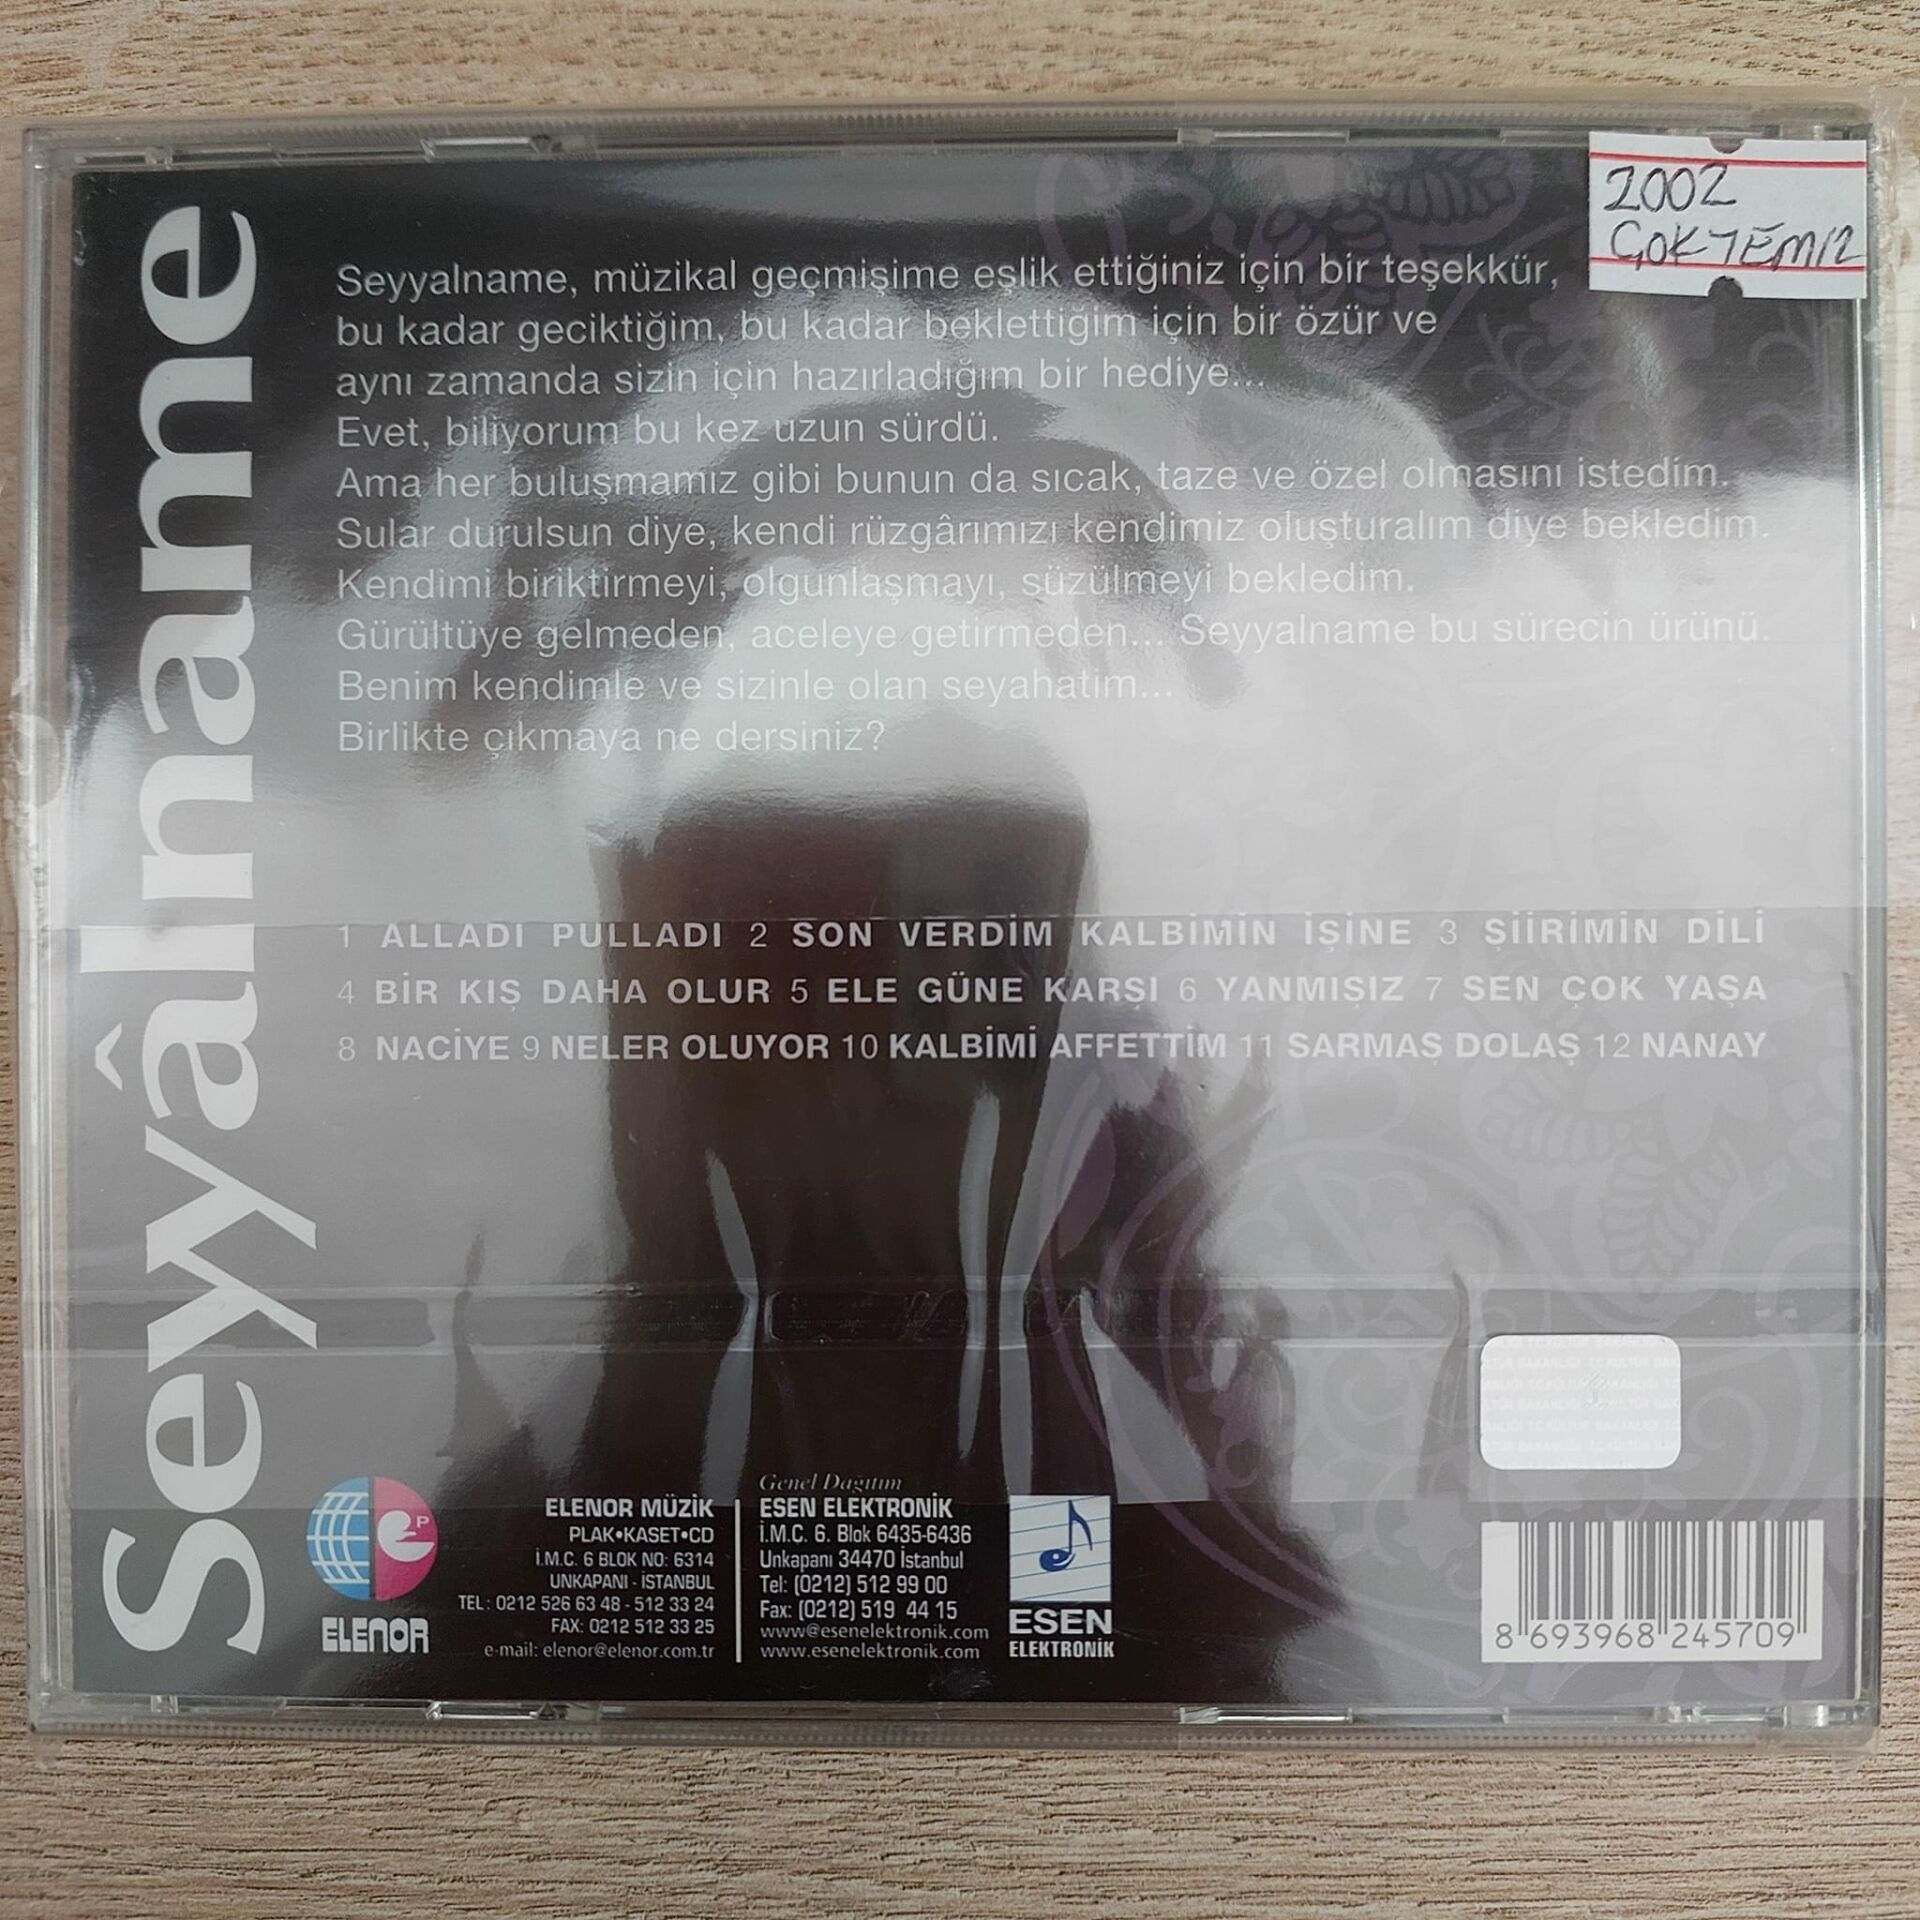 Seyyâlname
2002
ÇOK TEMİZ
Seyyalname, müzikal geçmişime eşlik ettiğiniz için bir teşekkür,
bu kadar geciktiğim, bu kadar beklettiğim için bir özür ve
aynı zamanda sizin için hazırladığım bir hediye...
Evet, biliyorum bu kez uzun sürdü.
Ama her buluşmamız gibi bunun da sıcak, taze ve özel olmasını istedim.
Sular durulsun diye, kendi rüzgârımızı kendimiz oluşturalım diye bekledim.
Kendimi biriktirmeyi, olgunlaşmayı, süzülmeyi bekledim.
Gürültüye gelmeden, aceleye getirmeden... Seyyalname bu sürecin ürünü.
Benim kendimle ve sizinle olan seyahatım...
Birlikte çıkmaya ne dersiniz?
1 ALLADI PULLADI 2 SON VERDİM KALBİMİN İŞİNE 3 ŞİİRİMİN DİLİ
4 BİR KIŞ DAHA OLUR 5 ELE GÜNE KARŞI 6 YANMIŞIZ 7 SEN ÇOK YAŞA
8 NACİYE 9 NELER OLUYOR 10 KALBİMİ AFFETTİM 11 SARMAŞ DOLAŞ 12 NANAY
P
ELENOR
ELENOR MÜZİK
PLAK•KASET•CD
İ.M.C. 6 BLOK NO: 6314
UNKAPANI - İSTANBUL
TEL: 0212 526 63 48 - 512 33 24
FAX: 0212 512 33 25
e-mail: elenor@elenor.com.tr
Genel Dağıtım
ESEN ELEKTRONİK
İ.M.C. 6. Blok 6435-6436
Unkapanı 34470 İstanbul
Tel: (0212) 512 99 00
Fax: (0212) 519 44 15
www@esenelektronik.com
www.esenelektronik.com
ESEN
ELEKTRONİK
T.C.KÜLTÜR BAKANLIĞI
8 693968 245709